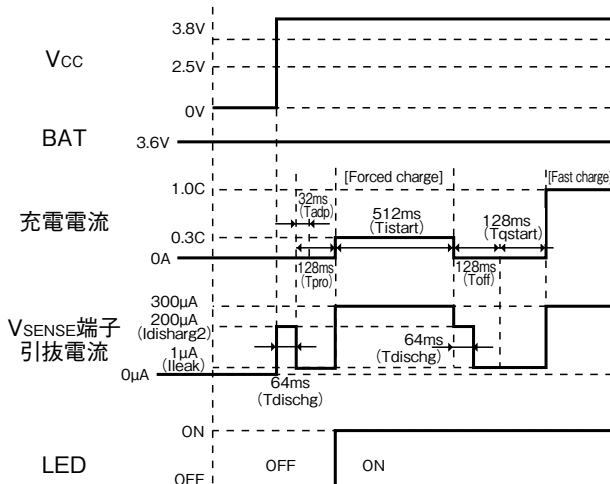 3.8V
VCC
2.5V
0V
BAT
3.6V
[Forced charge]
[Fast charge]
1.0C
32ms
(Tadp)
512ms
(Tistart)
128ms
(Tqstart)
充電電流
0.3C
0A
128ms
(Tpro)
128ms
(Toff)
300μA
200μA
(Idisharg2)
VSENSE端子
引抜電流
64ms
(Tdischg)
1μA
(Ileak)
0μA
64ms
(Tdischg)
ON
LED
OFF
OFF
ON